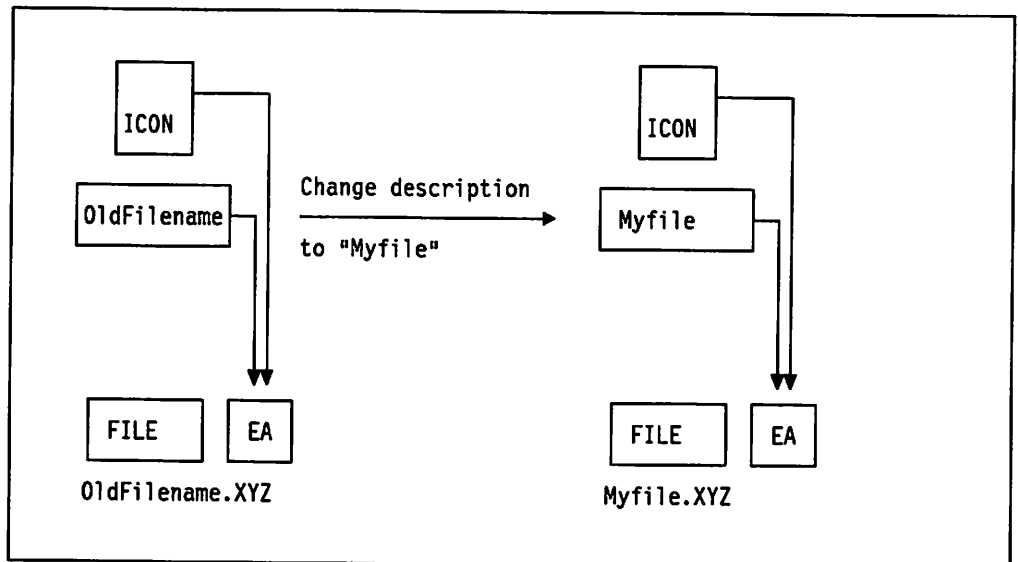 ICON
OldFilename
FILE
EA
OldFilename.XYZ
Change description
to "Myfile"
ICON
Myfile
FILE
EA
Myfile.XYZ